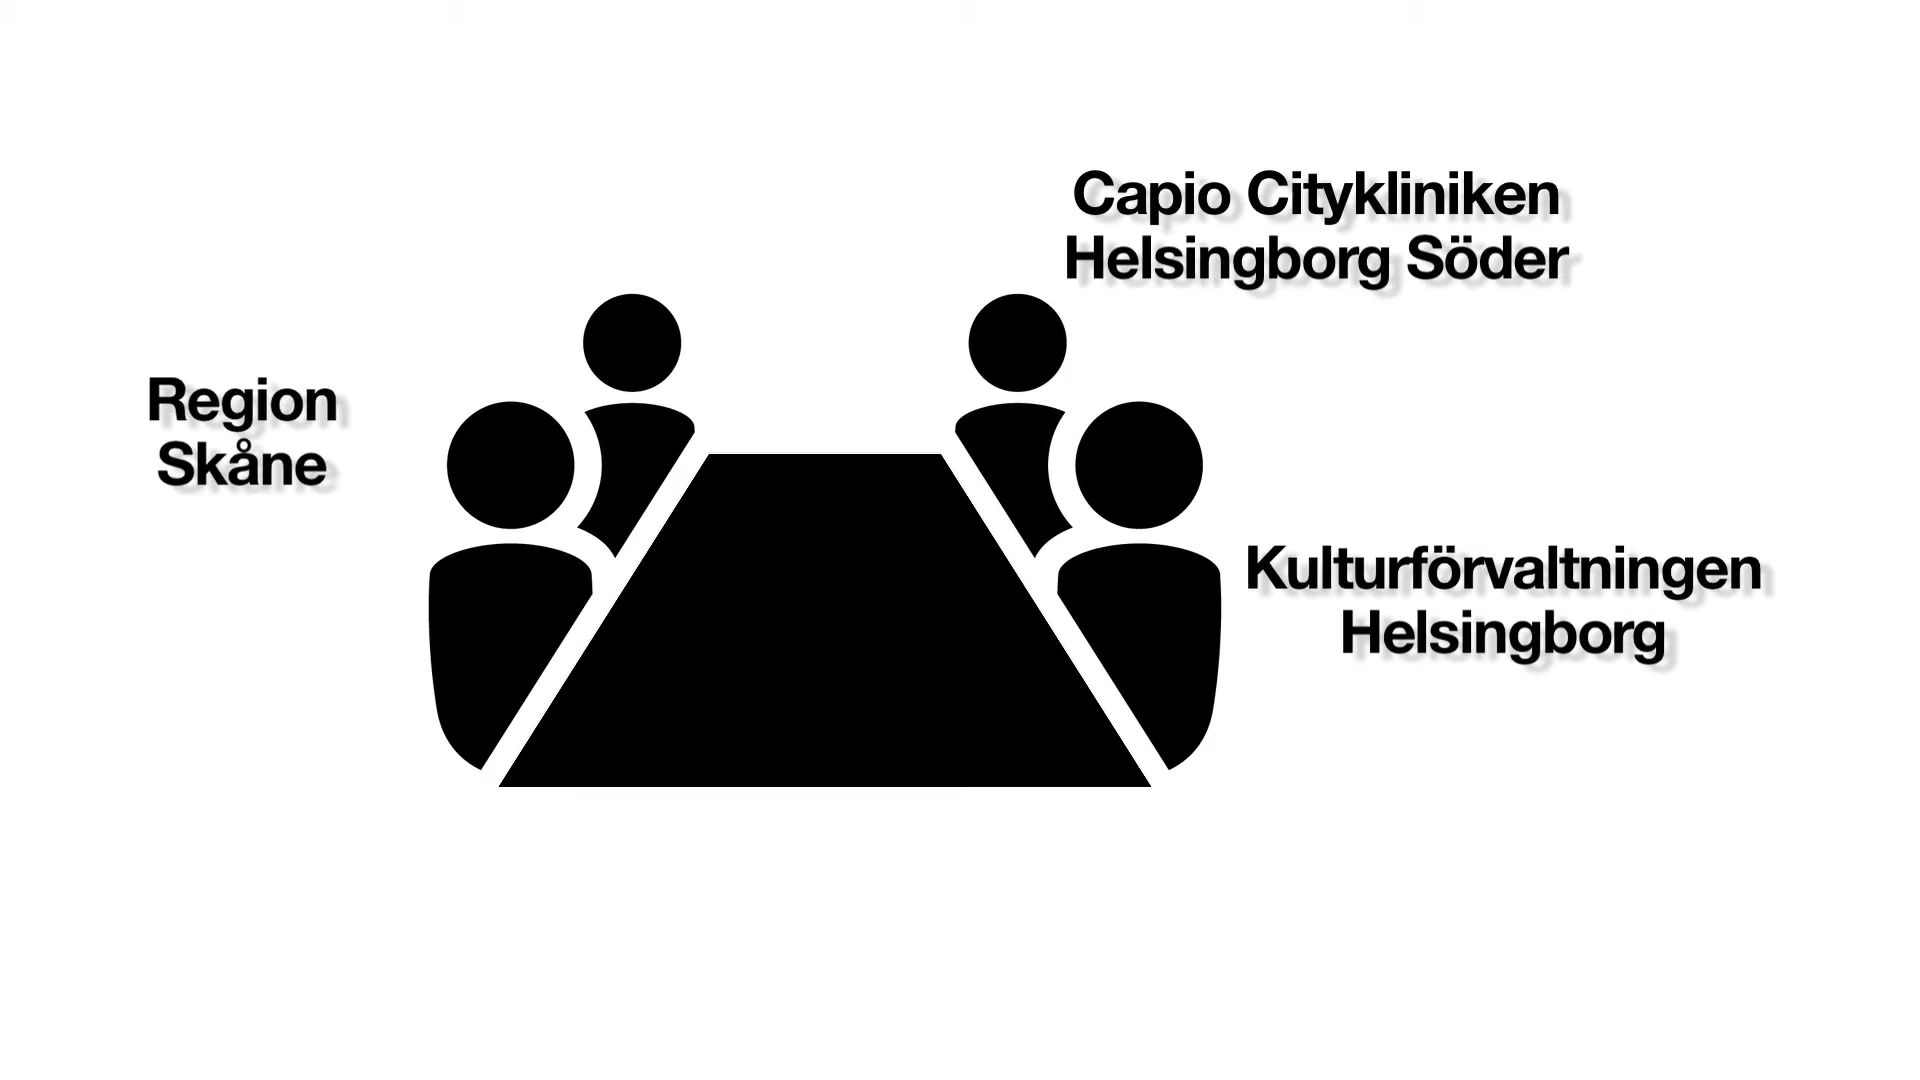 Capio Citykliniken
Helsingborg Söder
Region
Skåne
Kulturförvaltningen
Helsingborg